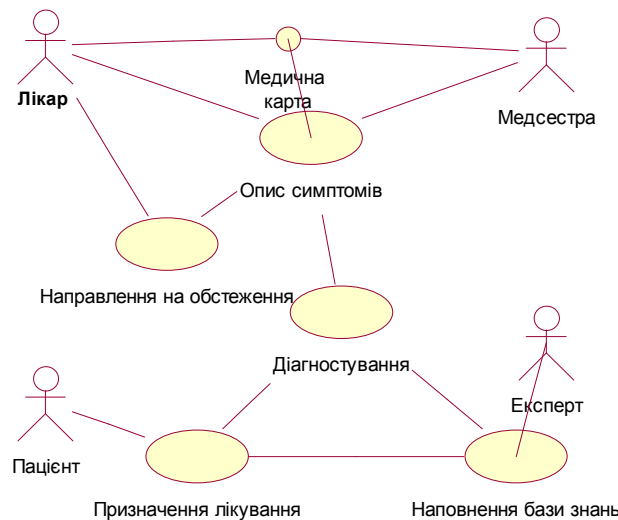 Медична
карта
Лікар
Медсестра
Опис симптомів
Направлення на обстеження
Діагностування
Експерт
Пацієнт
Призначення лікування
Наповнення бази знань